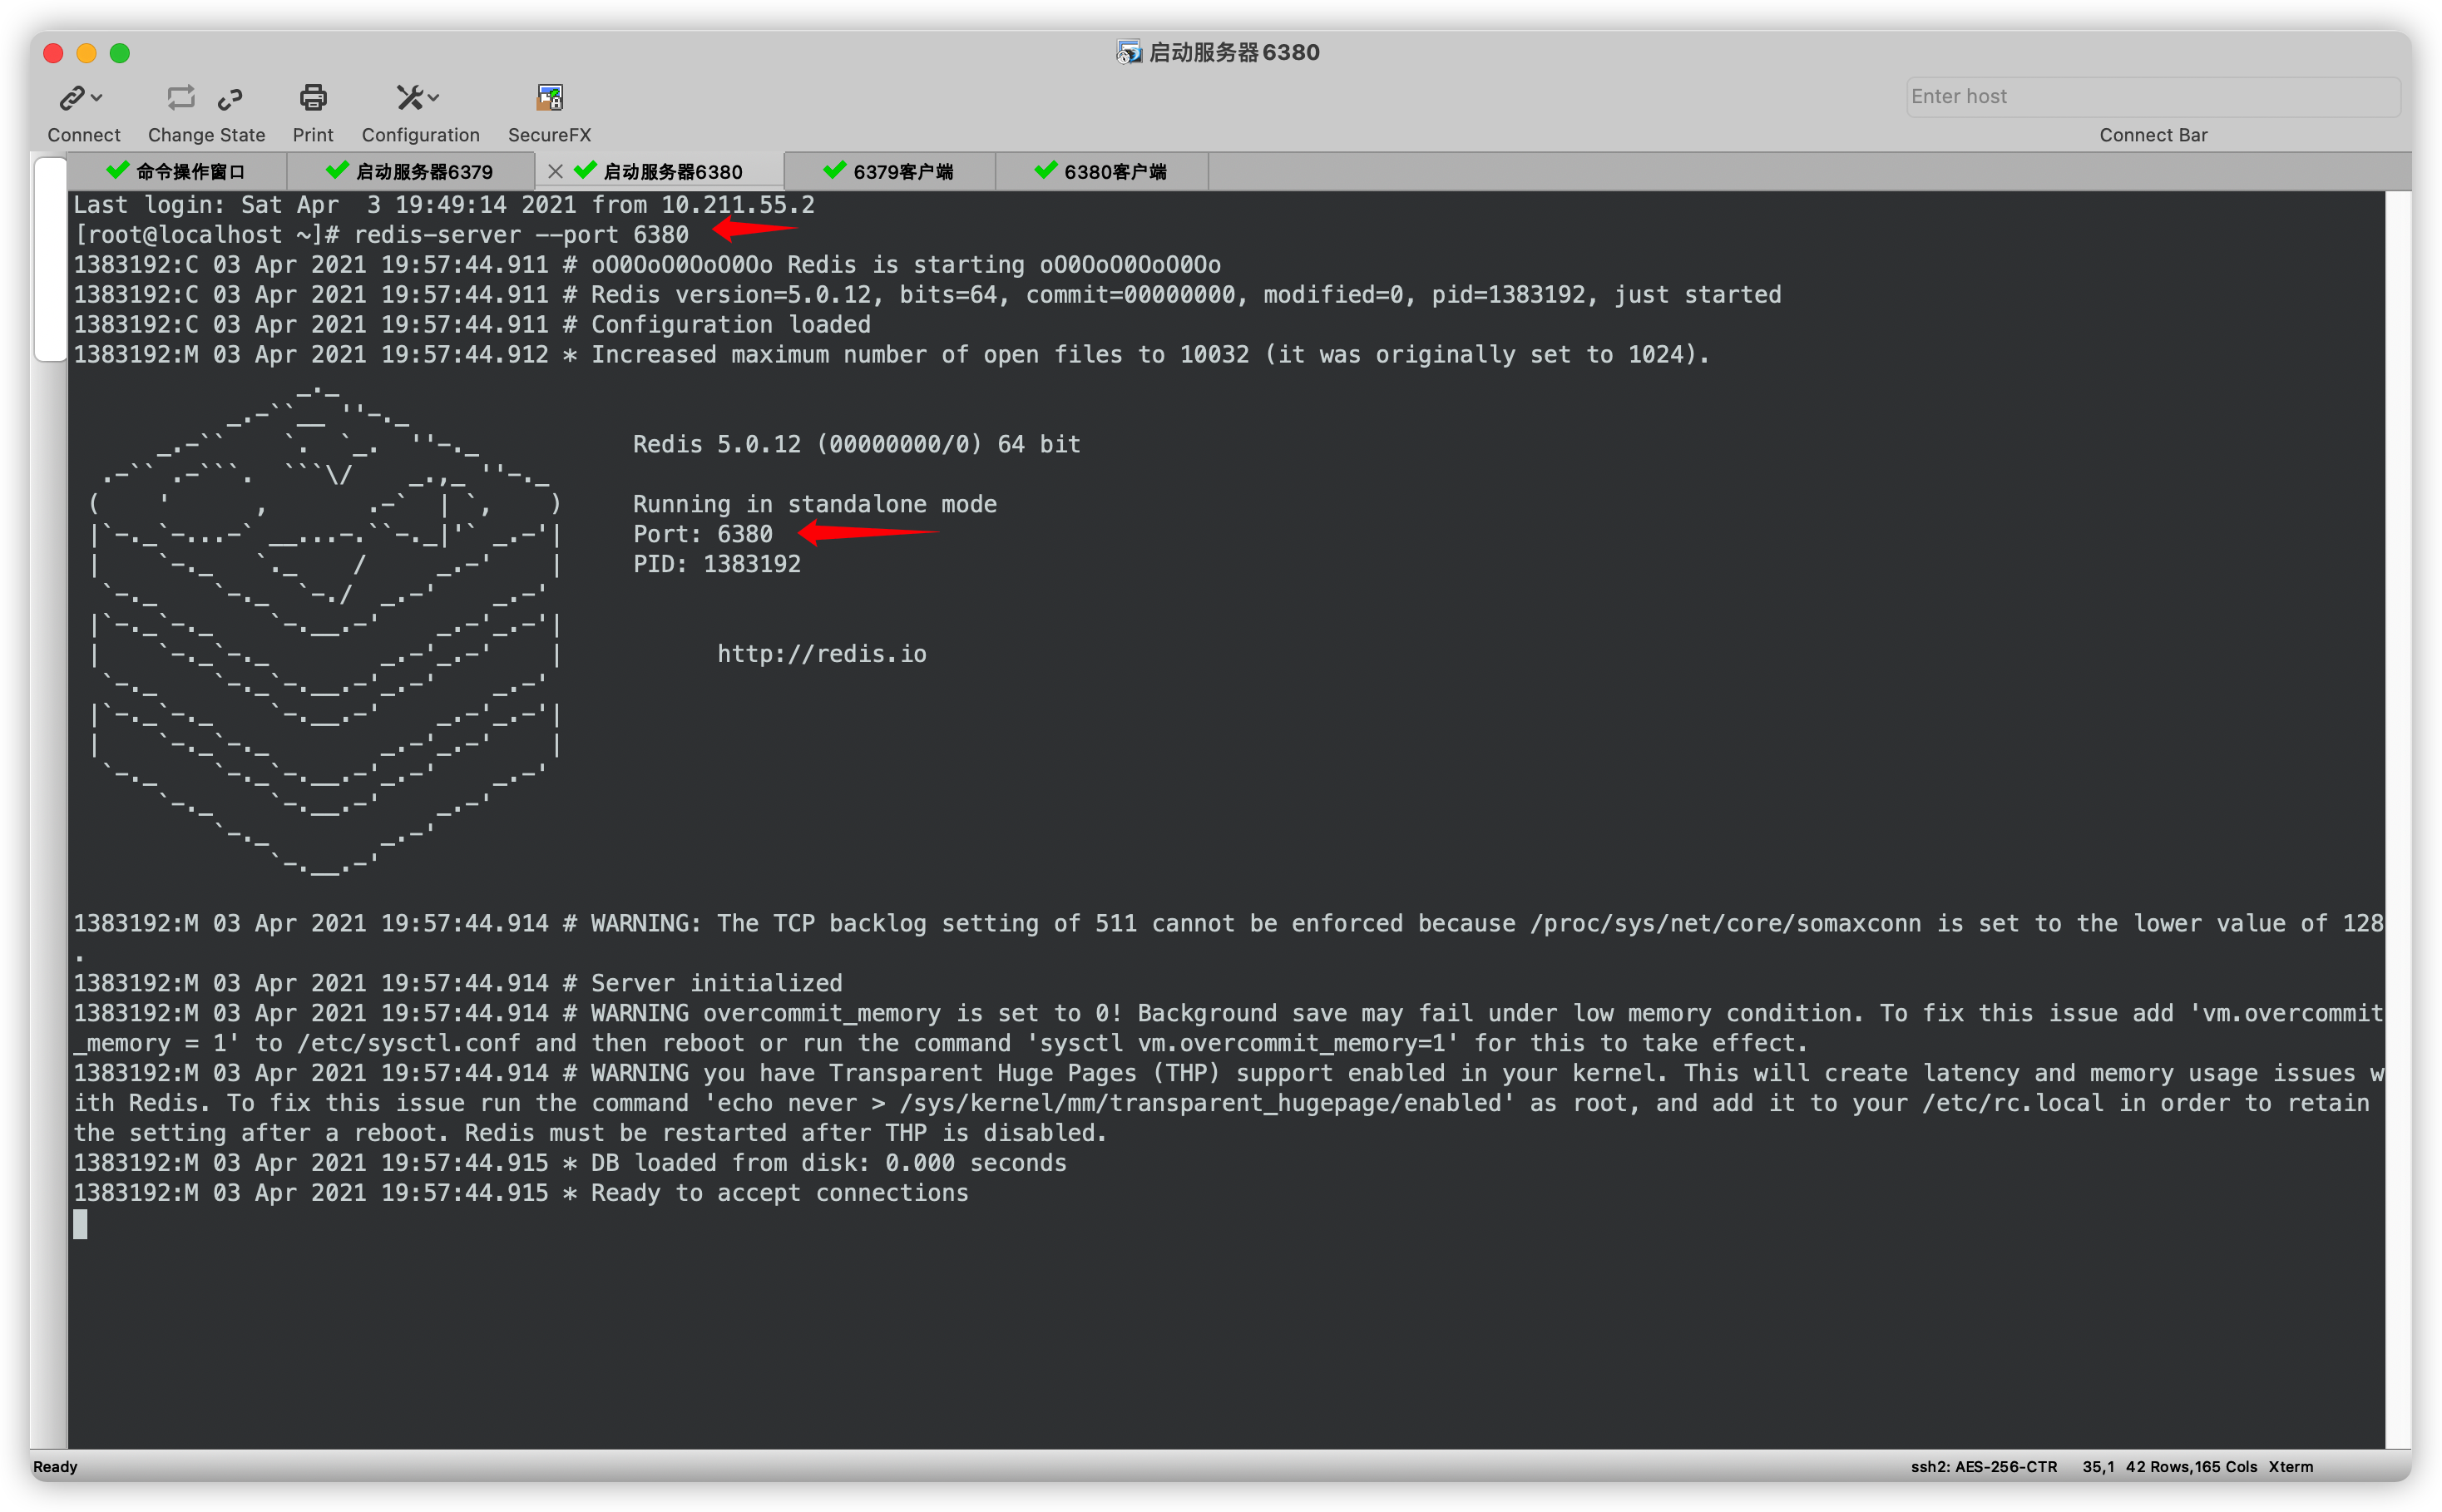 启动服务器6380
Enter host
Connect Change State Print Configuration SecureFX Connect Bar
命令操作窗口 启动服务器6379 启动服务器6380 6379客户端 6380客户端
Last login: Sat Apr  3 19:49:14 2021 from 10.211.55.2
[root@localhost ~]# redis-server --port 6380
1383192:C 03 Apr 2021 19:57:44.911 # oO0OoO0OoO0Oo Redis is starting oO0OoO0OoO0Oo
1383192:C 03 Apr 2021 19:57:44.911 # Redis version=5.0.12, bits=64, commit=00000000, modified=0, pid=1383192, just started
1383192:C 03 Apr 2021 19:57:44.911 # Configuration loaded
1383192:M 03 Apr 2021 19:57:44.912 * Increased maximum number of open files to 10032 (it was originally set to 1024).
Redis 5.0.12 (00000000/0) 64 bit
Running in standalone mode
Port: 6380
PID: 1383192
http://redis.io
1383192:M 03 Apr 2021 19:57:44.914 # WARNING: The TCP backlog setting of 511 cannot be enforced because /proc/sys/net/core/somaxconn is set to the lower value of 128
.
1383192:M 03 Apr 2021 19:57:44.914 # Server initialized
1383192:M 03 Apr 2021 19:57:44.914 # WARNING overcommit_memory is set to 0! Background save may fail under low memory condition. To fix this issue add 'vm.overcommit
_memory = 1' to /etc/sysctl.conf and then reboot or run the command 'sysctl vm.overcommit_memory=1' for this to take effect.
1383192:M 03 Apr 2021 19:57:44.914 # WARNING you have Transparent Huge Pages (THP) support enabled in your kernel. This will create latency and memory usage issues w
ith Redis. To fix this issue run the command 'echo never > /sys/kernel/mm/transparent_hugepage/enabled' as root, and add it to your /etc/rc.local in order to retain
the setting after a reboot. Redis must be restarted after THP is disabled.
1383192:M 03 Apr 2021 19:57:44.915 * DB loaded from disk: 0.000 seconds
1383192:M 03 Apr 2021 19:57:44.915 * Ready to accept connections
Ready ssh2: AES-256-CTR 35,1 42 Rows,165 Cols Xterm